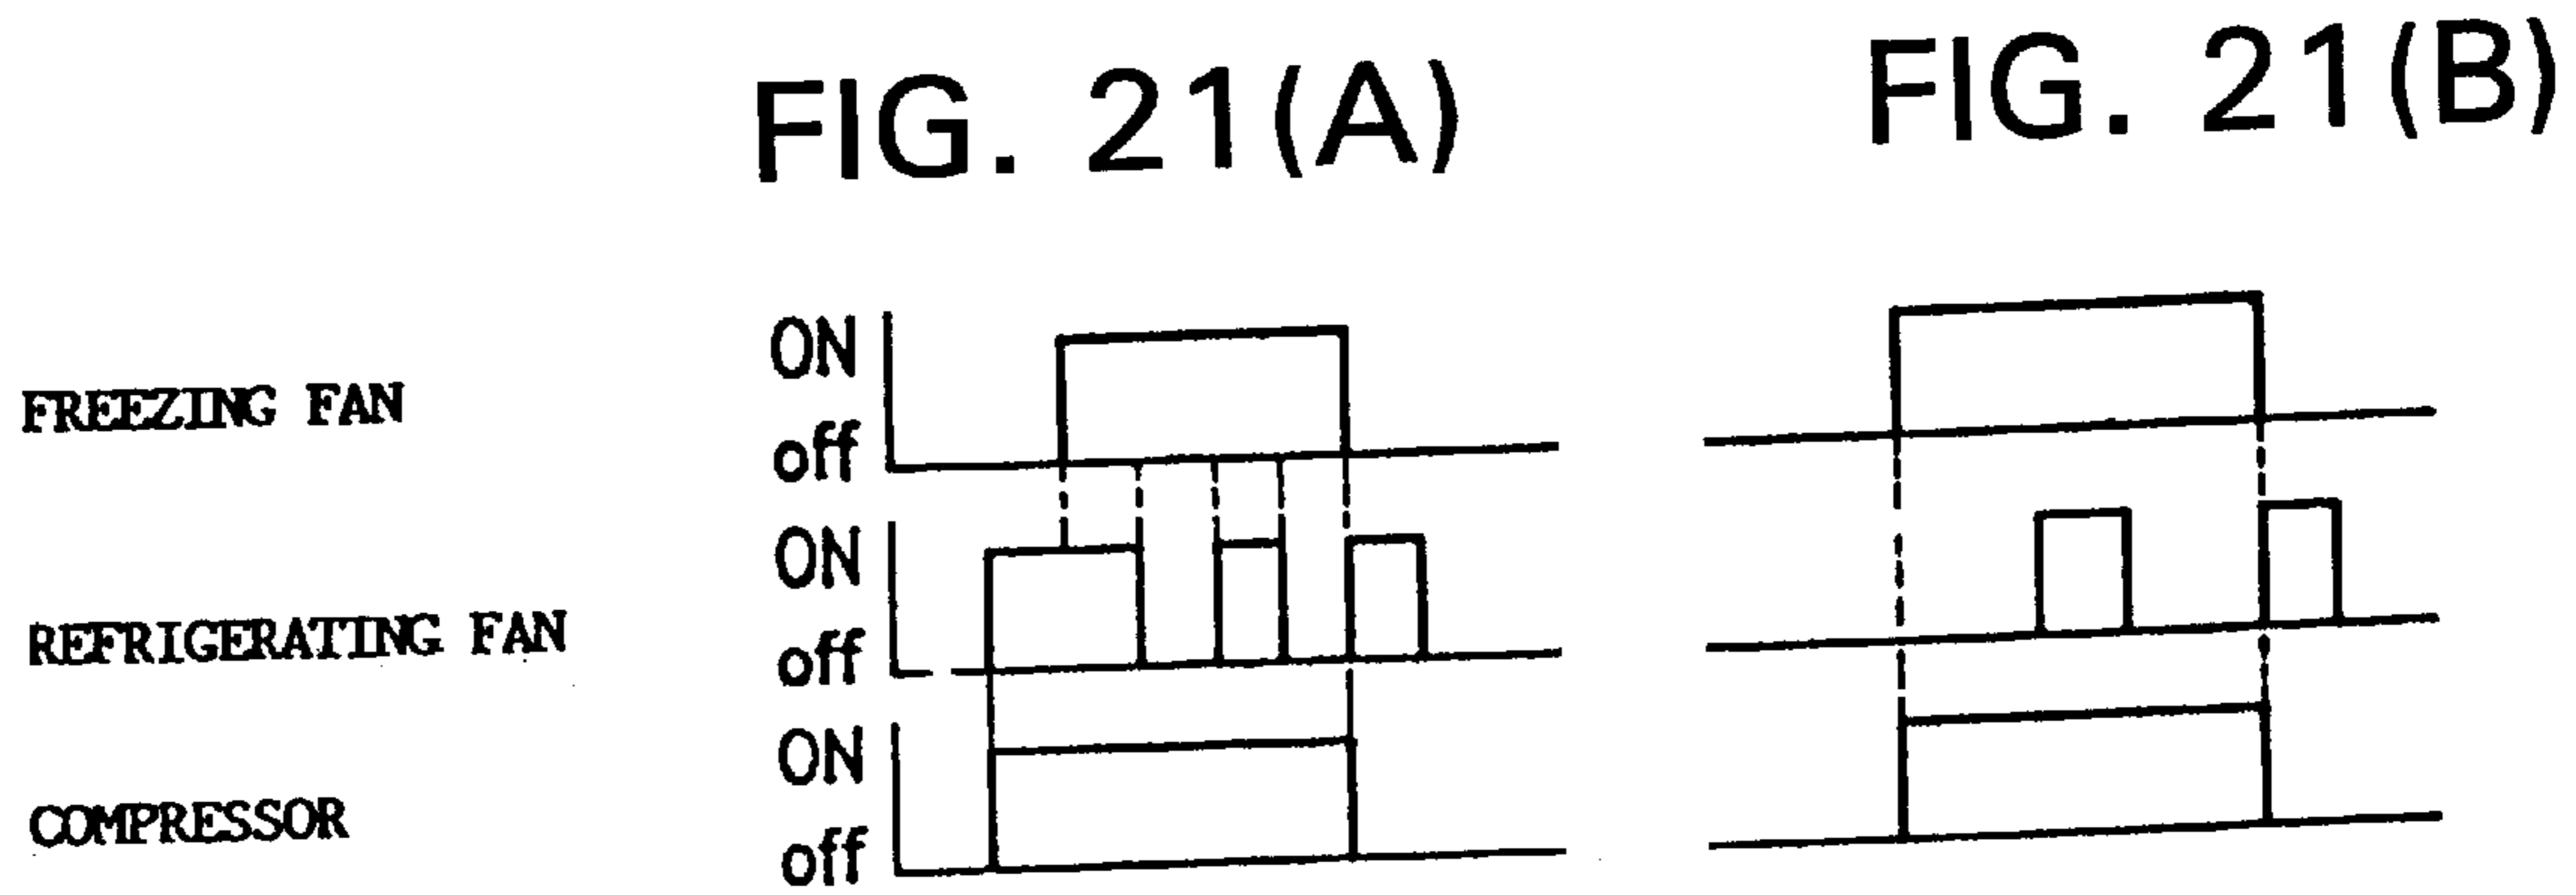 FIG. 21(A)
FIG. 21(B)
FREEZING FAN
ON
off
REFRIGERATING FAN
ON
off
COMPRESSOR
ON
off